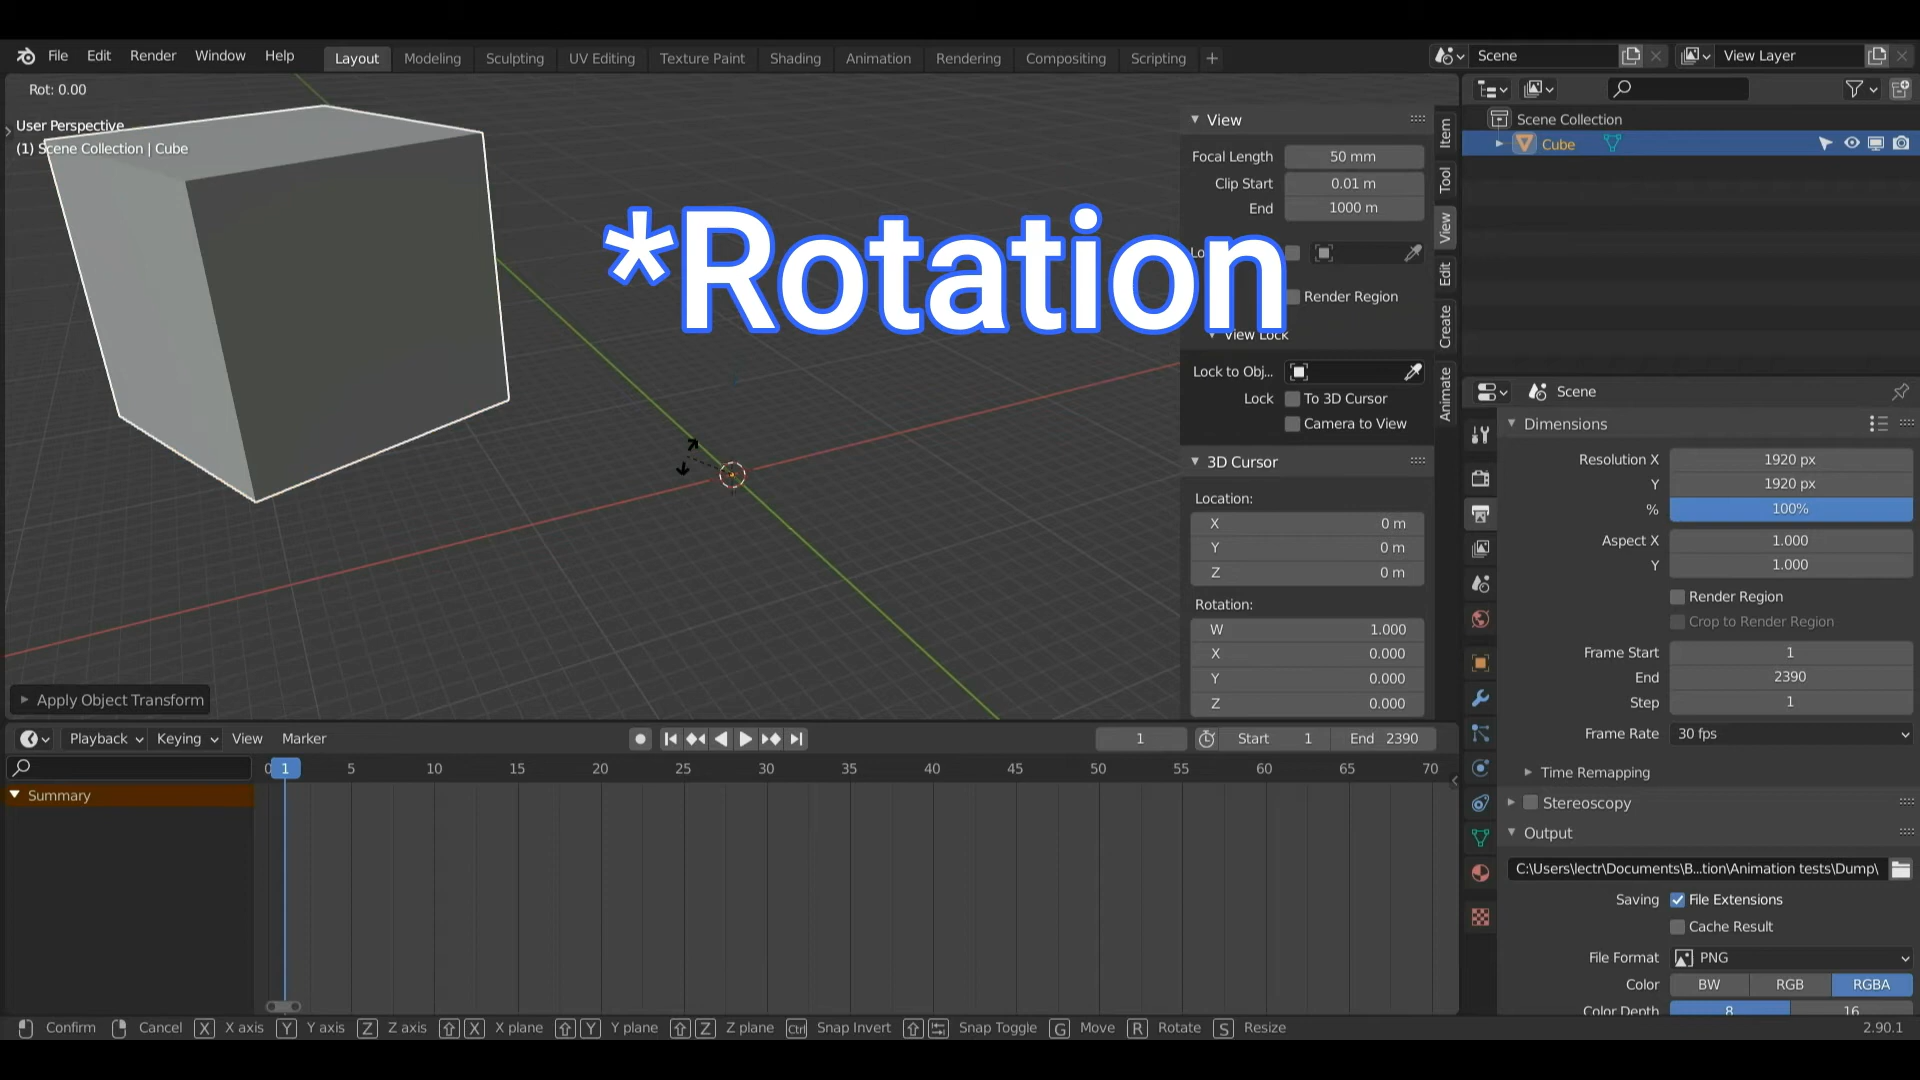 File Edit Render Window Help Layout Modeling Sculpting UV Editing Texture Paint Shading Animation Rendering Compositing Scripting + Scene View Layer
Rot: 0.00
User Perspective
(1) Scene Collection | Cube
*Rotation
View
Focal Length 50 mm
Clip Start 0.01 m
End 1000 m
Lo
Render Region
View Lock
Lock to Obj...
Lock To 3D Cursor
Camera to View
3D Cursor
Location:
X 0 m
Y 0 m
Z 0 m
Rotation:
W 1.000
X 0.000
Y 0.000
Z 0.000
Item
Tool
View
Edit
Create
Animate
Apply Object Transform
Scene Collection
Cube
Scene
Dimensions
Resolution X 1920 px
Y 1920 px
% 100%
Aspect X 1.000
Y 1.000
Render Region
Crop to Render Region
Frame Start 1
End 2390
Step 1
Frame Rate 30 fps
Time Remapping
Stereoscopy
Output
C:\Users\lectr\Documents\B...tion\Animation tests\Dump\
Saving File Extensions
Cache Result
File Format PNG
Color BW RGB RGBA
Color Depth 8 16
Playback Keying View Marker 1 Start 1 End 2390
0 1 5 10 15 20 25 30 35 40 45 50 55 60 65 70
Summary
Confirm Cancel X X axis Y Y axis Z Z axis X X plane Y Y plane Z Z plane Ctrl Snap Invert Snap Toggle G Move R Rotate S Resize 2.90.1